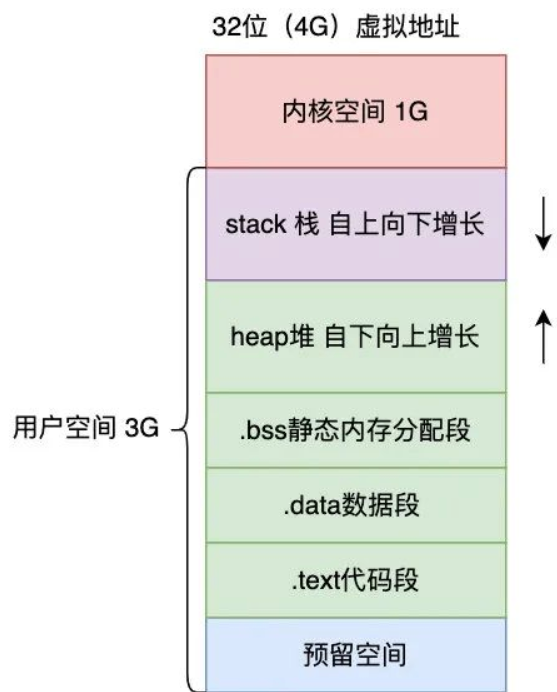 32位（4G）虚拟地址
内核空间 1G
stack 栈 自上向下增长
heap堆 自下向上增长
用户空间 3G
.bss静态内存分配段
.data数据段
.text代码段
预留空间